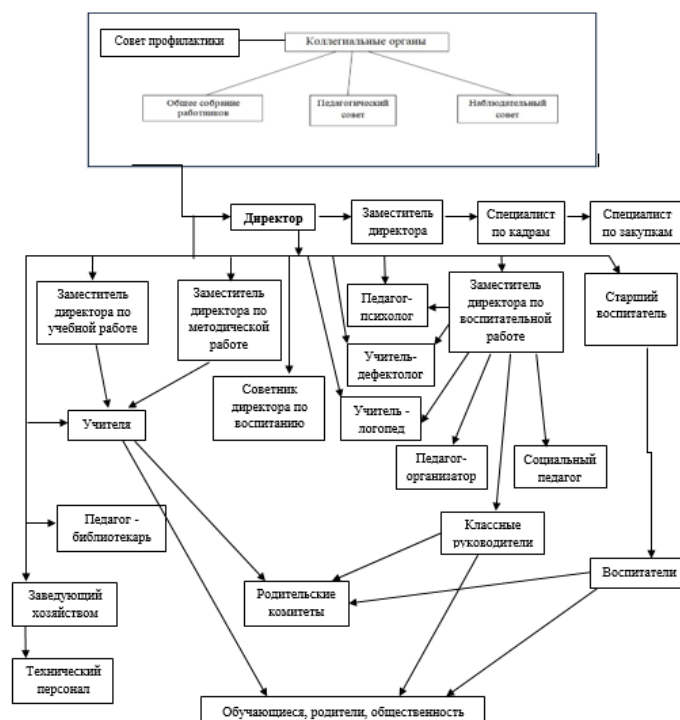 Совет профилактики
Коллегиальные органы
Общее собрание
работников
Педагогический
совет
Наблюдательный
совет
Директор
Заместитель
директора
Специалист
по кадрам
Специалист
по закупкам
Заместитель
директора по
учебной работе
Заместитель
директора по
методической
работе
Педагог-
психолог
Заместитель
директора по
воспитательной
работе
Старший
воспитатель
Учитель-
дефектолог
Советник
директора по
воспитанию
Учитель -
логопед
Учителя
Педагог-
организатор
Социальный
педагог
Педагог -
библиотекарь
Классные
руководители
Заведующий
хозяйством
Родительские
комитеты
Воспитатели
Технический
персонал
Обучающиеся, родители, общественность